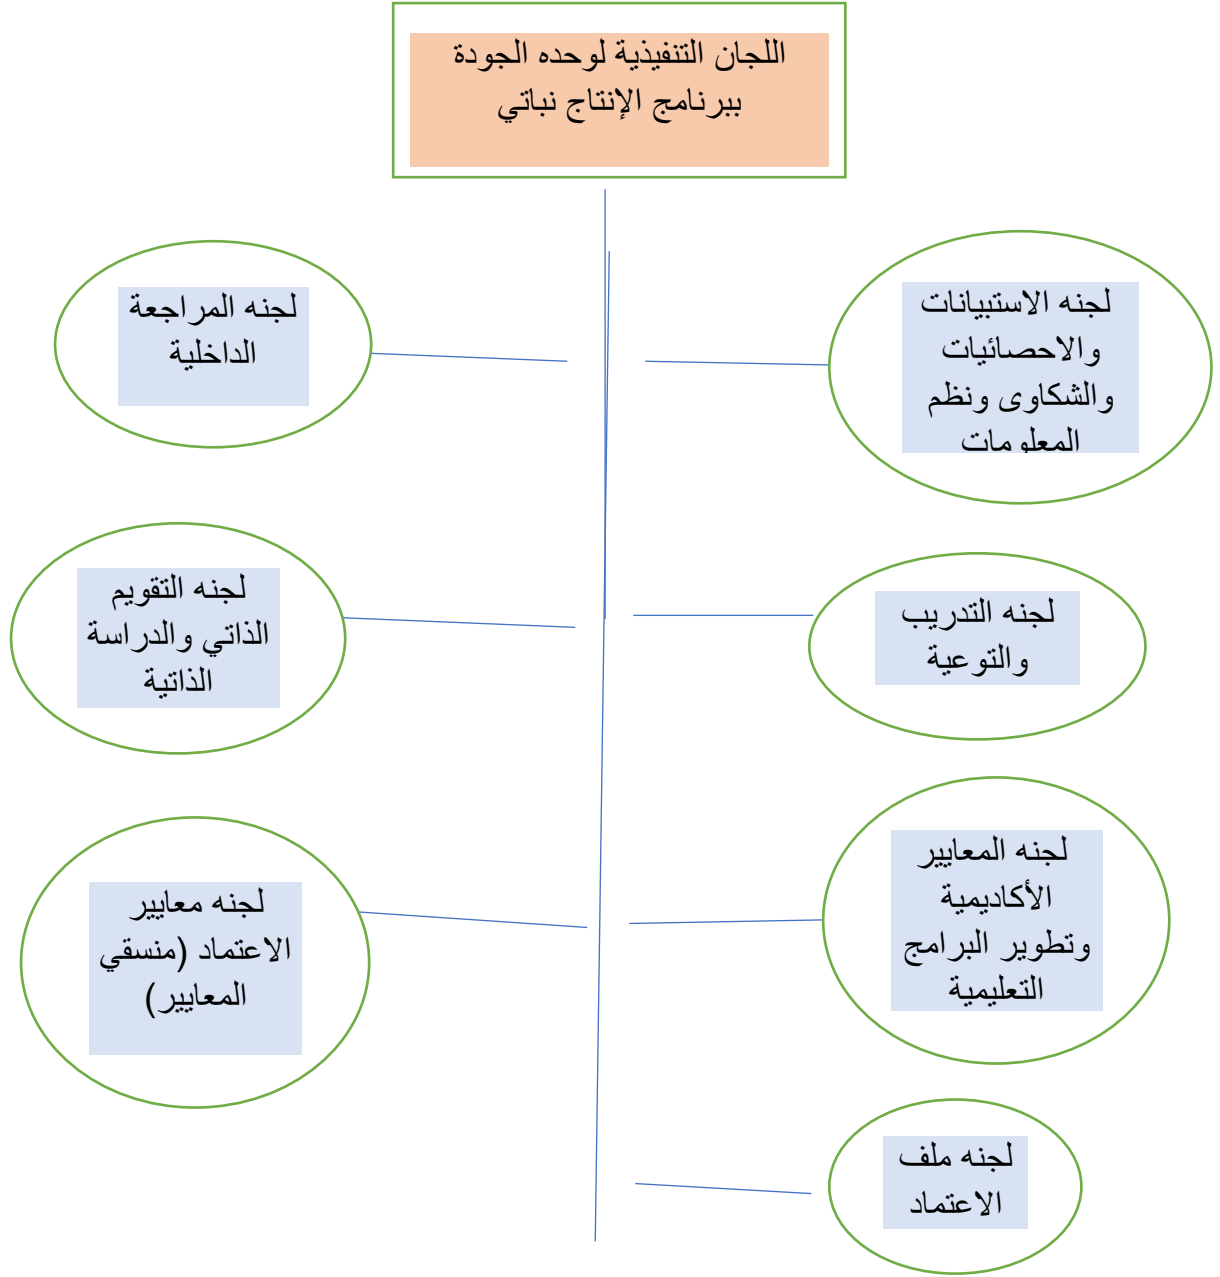 اللجان التنفيذية لوحده الجودة
ببرنامج الإنتاج نباتي
لجنه الاستبيانات
والاحصائيات
والشكاوى ونظم
المعلومات
لجنه المراجعة
الداخلية
لجنه التدريب
والتوعية
لجنه التقويم
الذاتي والدراسة
الذاتية
لجنه المعايير
الأكاديمية
وتطوير البرامج
التعليمية
لجنه معايير
الاعتماد (منسقي
المعايير)
لجنه ملف
الاعتماد